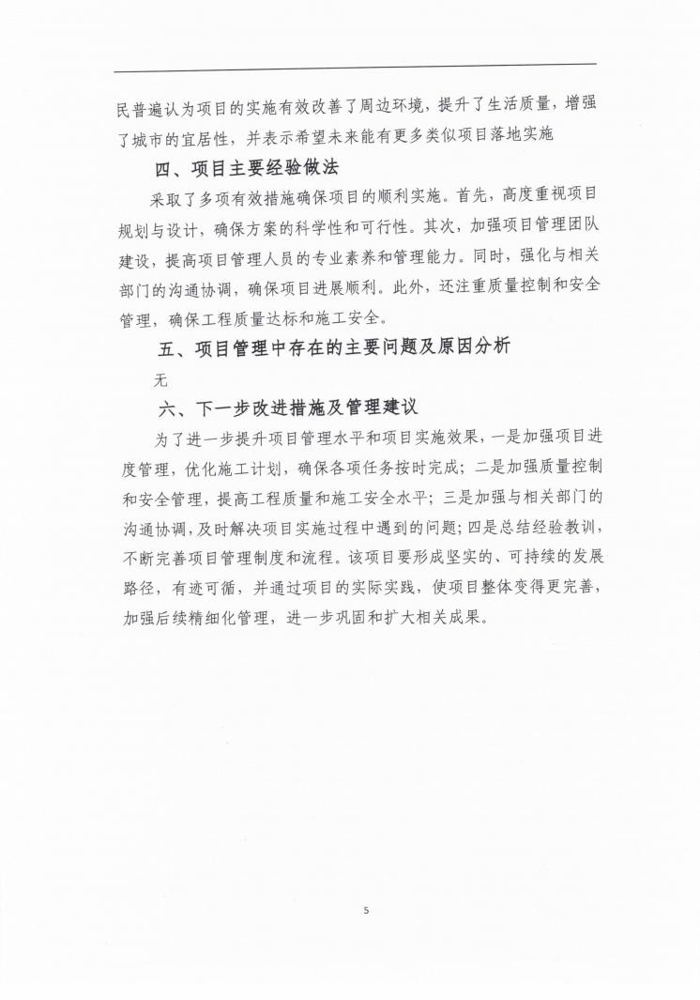 民普遍认为项目的实施有效改善了周边环境，提升了生活质量，增强
了城市的宜居性，并表示希望未来能有更多类似项目落地实施
四、项目主要经验做法
采取了多项有效措施确保项目的顺利实施。首先，高度重视项目
规划与设计，确保方案的科学性和可行性。其次，加强项目管理团队
建设，提高项目管理人员的专业素养和管理能力。同时，强化与相关
部门的沟通协调，确保项目进展顺利。此外，还注重质量控制和安全
管理，确保工程质量达标和施工安全。
五、项目管理中存在的主要问题及原因分析
无
六、下一步改进措施及管理建议
为了进一步提升项目管理水平和项目实施效果，一是加强项目进
度管理，优化施工计划，确保各项任务按时完成；二是加强质量控制
和安全管理，提高工程质量和施工安全水平；三是加强与相关部门的
沟通协调，及时解决项目实施过程中遇到的问题；四是总结经验教训，
不断完善项目管理制度和流程。该项目要形成坚实的、可持续的发展
路径，有迹可循，并通过项目的实际实践，使项目整体变得更完善，
加强后续精细化管理，进一步巩固和扩大相关成果。
5